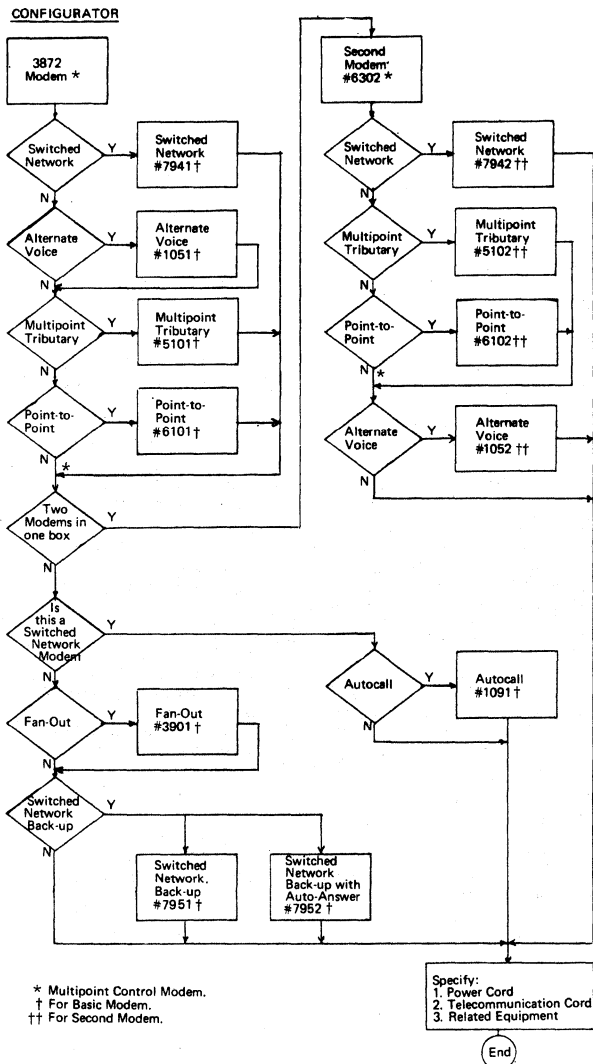 CONFIGURATOR
3872
Modem *
Switched
Network
Y
N
Switched
Network
#7941 †
Alternate
Voice
Y
N
Alternate
Voice
#1051 †
Multipoint
Tributary
Y
N
Multipoint
Tributary
#5101 †
Point-to-
Point
Y
N
*
Point-to-
Point
#6101 †
Two
Modems in
one box
Y
N
Second
Modem
#6302 *
Switched
Network
Y
N
Switched
Network
#7942 ††
Multipoint
Tributary
Y
N
Multipoint
Tributary
#5102 ††
Point-to-
Point
Y
N
*
Point-to-
Point
#6102 ††
Alternate
Voice
Y
N
Alternate
Voice
#1052 ††
Is
this a
Switched
Network
Modem
Y
N
Autocall
Y
N
Autocall
#1091 †
Fan-Out
Y
N
Fan-Out
#3901 †
Switched
Network
Back-up
Y
N
Switched
Network.
Back-up
#7951 †
Switched
Network
Back-up with
Auto-Answer
#7952 †
* Multipoint Control Modem.
† For Basic Modem.
†† For Second Modem.
Specify:
1. Power Cord
2. Telecommunication Cord
3. Related Equipment
End